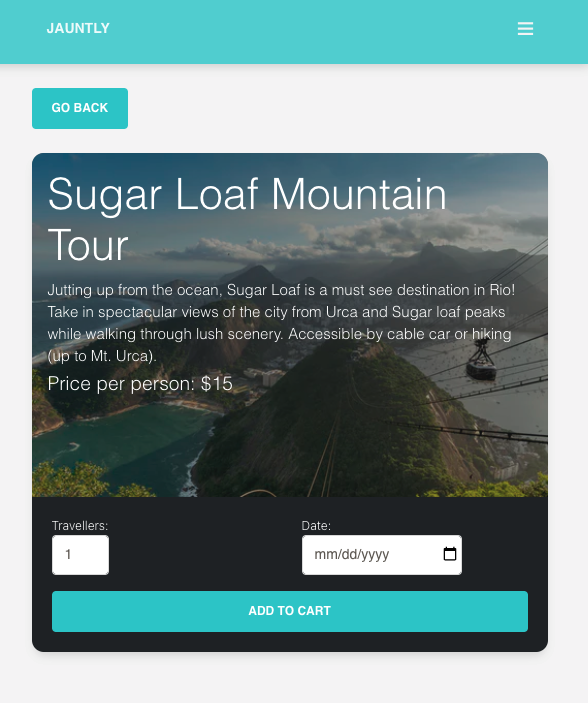 JAUNTLY
GO BACK
Sugar Loaf Mountain
Tour
Jutting up from the ocean, Sugar Loaf is a must see destination in Rio!
Take in spectacular views of the city from Urca and Sugar loaf peaks
while walking through lush scenery. Accessible by cable car or hiking
(up to Mt. Urca).
Price per person: $15
Travellers:
Date:
1
mm/dd/yyyy
ADD TO CART